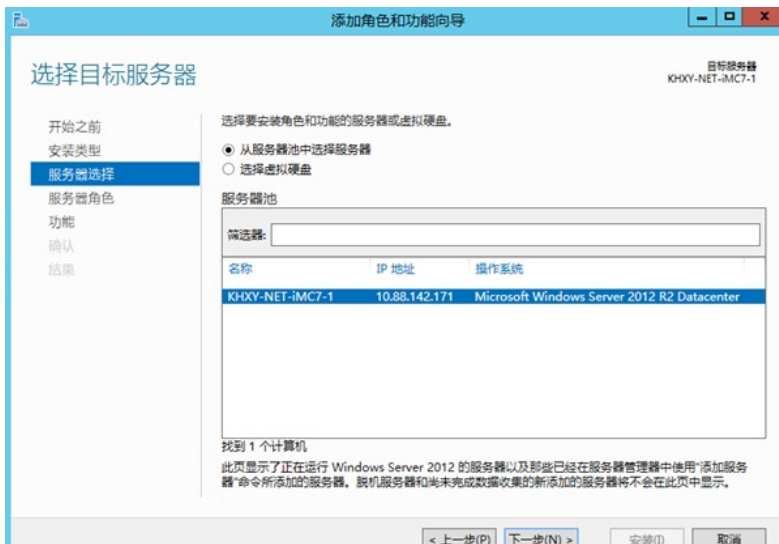 添加角色和功能向导
选择目标服务器
目标服务器
KHXY-NET-iMC7-1
开始之前
安装类型
服务器选择
服务器角色
功能
确认
结果
选择要安装角色和功能的服务器或虚拟硬盘。
从服务器池中选择服务器
选择虚拟硬盘
服务器池
筛选器:
名称 IP 地址 操作系统
KHXY-NET-iMC7-1 10.88.142.171 Microsoft Windows Server 2012 R2 Datacenter
找到 1 个计算机
此页显示了正在运行 Windows Server 2012 的服务器以及那些已经在服务器管理器中使用"添加服务
器"命令所添加的服务器。脱机服务器和尚未完成数据收集的新添加的服务器将不会在此页中显示。
< 上一步(P) 下一步(N) > 安装(I) 取消